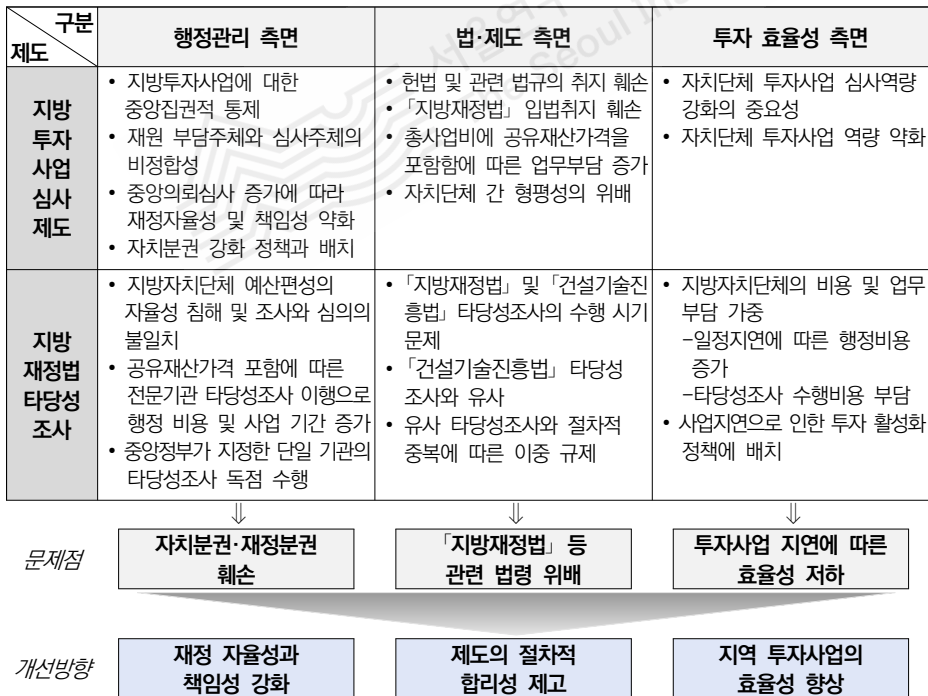 구분
제도
행정관리 측면
법·제도 측면
투자 효율성 측면
지방
투자
사업
심사
제도
• 지방투자사업에 대한
중앙집권적 통제
• 재원 부담주체와 심사주체의
비정합성
• 중앙의뢰심사 증가에 따라
재정자율성 및 책임성 약화
• 자치분권 강화 정책과 배치
• 헌법 및 관련 법규의 취지 훼손
• 「지방재정법」 입법취지 훼손
• 총사업비에 공유재산가격을
포함함에 따른 업무부담 증가
• 자치단체 간 형평성의 위배
• 자치단체 투자사업 심사역량
강화의 중요성
• 자치단체 투자사업 역량 약화
지방
재정법
타당성
조사
• 지방자치단체 예산편성의
자율성 침해 및 조사와 심의의
불일치
• 공유재산가격 포함에 따른
전문기관 타당성조사 이행으로
행정 비용 및 사업 기간 증가
• 중앙정부가 지정한 단일 기관의
타당성조사 독점 수행
• 「지방재정법」 및 「건설기술진
흥법」 타당성조사의 수행 시기
문제
• 「건설기술진흥법」 타당성
조사와 유사
• 유사 타당성조사와 절차적
중복에 따른 이중 규제
• 지방자치단체의 비용 및 업무
부담 가중
-일정지연에 따른 행정비용
증가
-타당성조사 수행비용 부담
• 사업지연으로 인한 투자 활성화
정책에 배치
⇓ ⇓ ⇓
문제점
자치분권·재정분권
훼손
「지방재정법」 등
관련 법령 위배
투자사업 지연에 따른
효율성 저하
개선방향
재정 자율성과
책임성 강화
제도의 절차적
합리성 제고
지역 투자사업의
효율성 향상